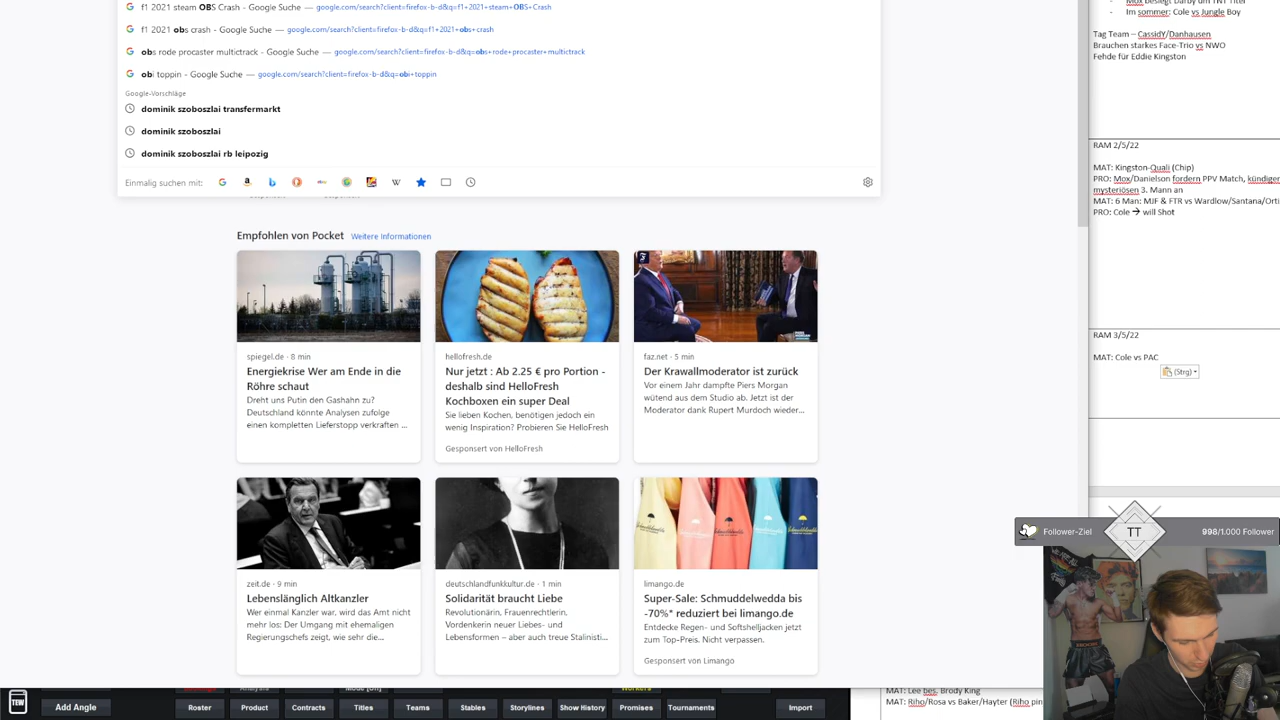 f1 2021 steam OBS Crash - Google Suche — google.com/search?client=firefox-b-d&q=f1+2021+steam+OBS+Crash
f1 2021 obs crash - Google Suche — google.com/search?client=firefox-b-d&q=f1+2021+obs+crash
obs rode procaster multictrack - Google Suche — google.com/search?client=firefox-b-d&q=obs+rode+procaster+multictrack
obi toppin - Google Suche — google.com/search?client=firefox-b-d&q=obi+toppin
Google-Vorschläge
dominik szoboszlai transfermarkt
dominik szoboszlai
dominik szoboszlai rb leipzig
Einmalig suchen mit:
Empfohlen von Pocket Weitere Informationen
spiegel.de · 8 min
Energiekrise Wer am Ende in die
Röhre schaut
Dreht uns Putin den Gashahn zu?
Deutschland könnte Analysen zufolge
einen kompletten Lieferstopp verkraften ...
hellofresh.de
Nur jetzt : Ab 2.25 € pro Portion -
deshalb sind HelloFresh
Kochboxen ein super Deal
Sie lieben Kochen, benötigen jedoch ein
wenig Inspiration? Probieren Sie HelloFresh
Gesponsert von HelloFresh
faz.net · 5 min
Der Krawallmoderator ist zurück
Vor einem Jahr dampfte Piers Morgan
wütend aus dem Studio ab. Jetzt ist der
Moderator dank Rupert Murdoch wieder...
zeit.de · 9 min
Lebenslänglich Altkanzler
Wer einmal Kanzler war, wird das Amt nicht
mehr los: Der Umgang mit ehemaligen
Regierungschefs zeigt, wie sehr die...
deutschlandfunkkultur.de · 1 min
Solidarität braucht Liebe
Revolutionärin, Frauenrechtlerin,
Vordenkerin neuer Liebes- und
Lebensformen – aber auch treue Stalinisti...
limango.de
Super-Sale: Schmuddelwedda bis
-70%* reduziert bei limango.de
Entdecke Regen- und Softshelljacken jetzt
zum Top-Preis. Nicht verpassen.
Gesponsert von Limango
- Mox besiegt Darby um TNT Titel
- Im sommer: Cole vs Jungle Boy
Tag Team – CassidY/Danhausen
Brauchen starkes Face-Trio vs NWO
Fehde für Eddie Kingston
RAM 2/5/22
MAT: Kingston-Quali (Chip)
PRO: Mox/Danielson fordern PPV Match, kündigen
mysteriösen 3. Mann an
MAT: 6 Man: MJF & FTR vs Wardlow/Santana/Orti
PRO: Cole → will Shot
RAM 3/5/22
MAT: Cole vs PAC
(Strg)
Follower-Ziel
TT
998/1.000 Follower
TEW
Add Angle
Roster
Product
Contracts
Titles
Teams
Stables
Storylines
Show History
Promises
Tournaments
Import
MAT: Lee bes. Brody King
MAT: Riho/Rosa vs Baker/Hayter (Riho pin